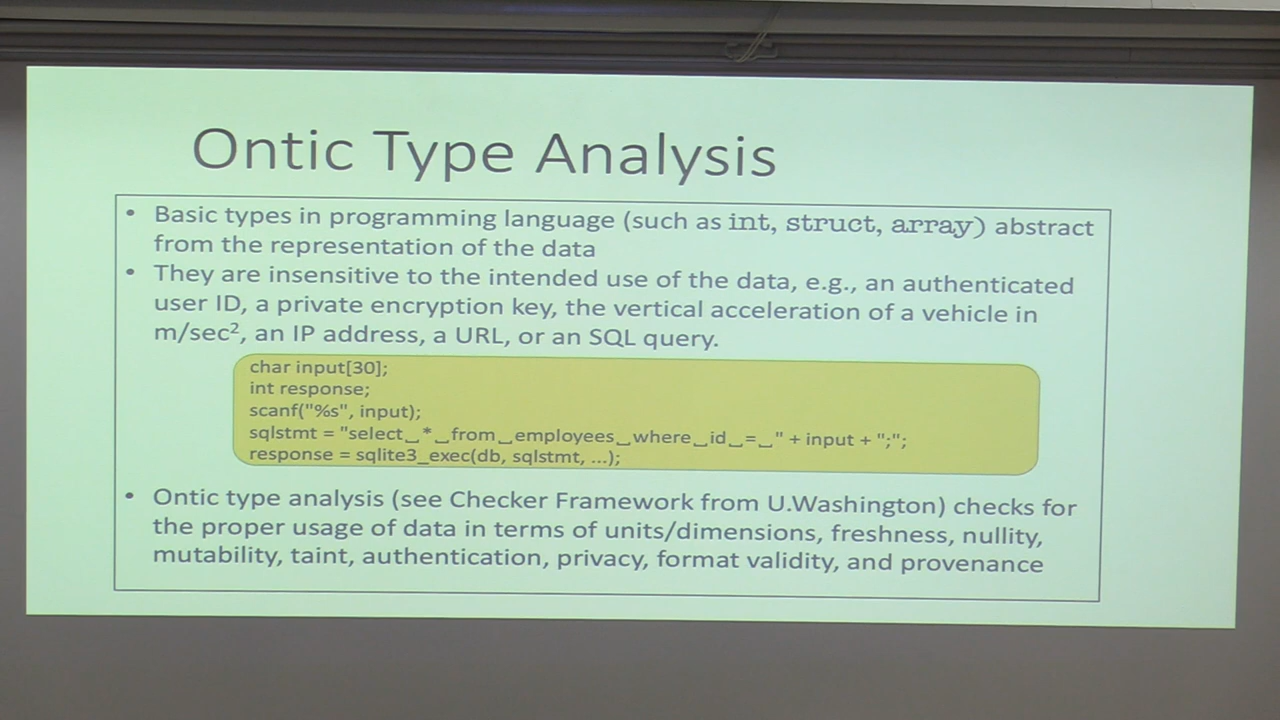 Ontic Type Analysis
• Basic types in programming language (such as int, struct, array) abstract
from the representation of the data
• They are insensitive to the intended use of the data, e.g., an authenticated
user ID, a private encryption key, the vertical acceleration of a vehicle in
m/sec², an IP address, a URL, or an SQL query.
char input[30];
int response;
scanf("%s", input);
sqlstmt = "select␣*␣from␣employees␣where␣id␣=␣" + input + ";";
response = sqlite3_exec(db, sqlstmt, ...);
• Ontic type analysis (see Checker Framework from U.Washington) checks for
the proper usage of data in terms of units/dimensions, freshness, nullity,
mutability, taint, authentication, privacy, format validity, and provenance